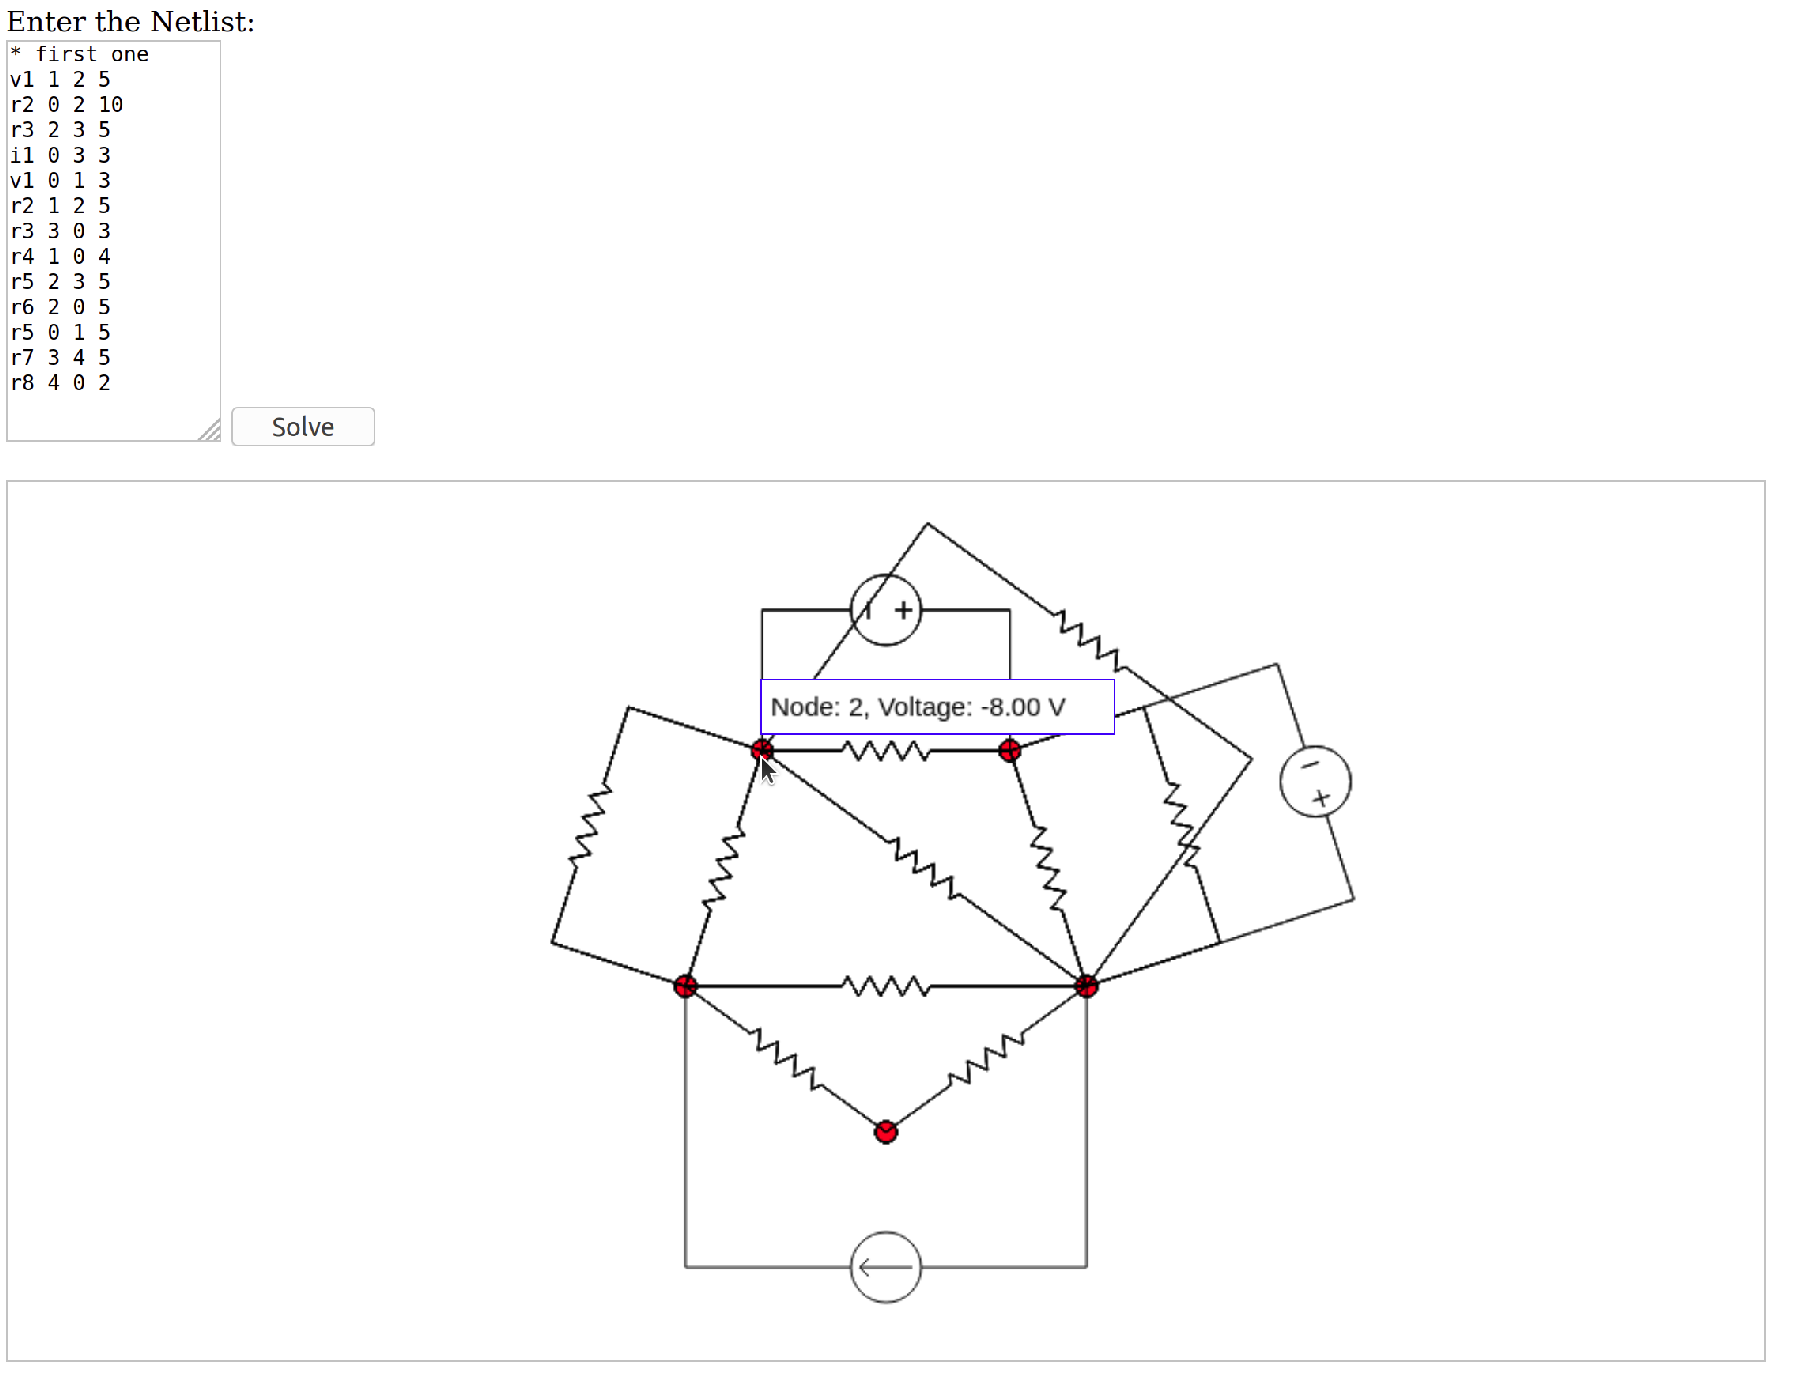 Enter the Netlist:
* first one
v1 1 2 5
r2 0 2 10
r3 2 3 5
i1 0 3 3
v1 0 1 3
r2 1 2 5
r3 3 0 3
r4 1 0 4
r5 2 3 5
r6 2 0 5
r5 0 1 5
r7 3 4 5
r8 4 0 2
Solve
Node: 2, Voltage: -8.00 V